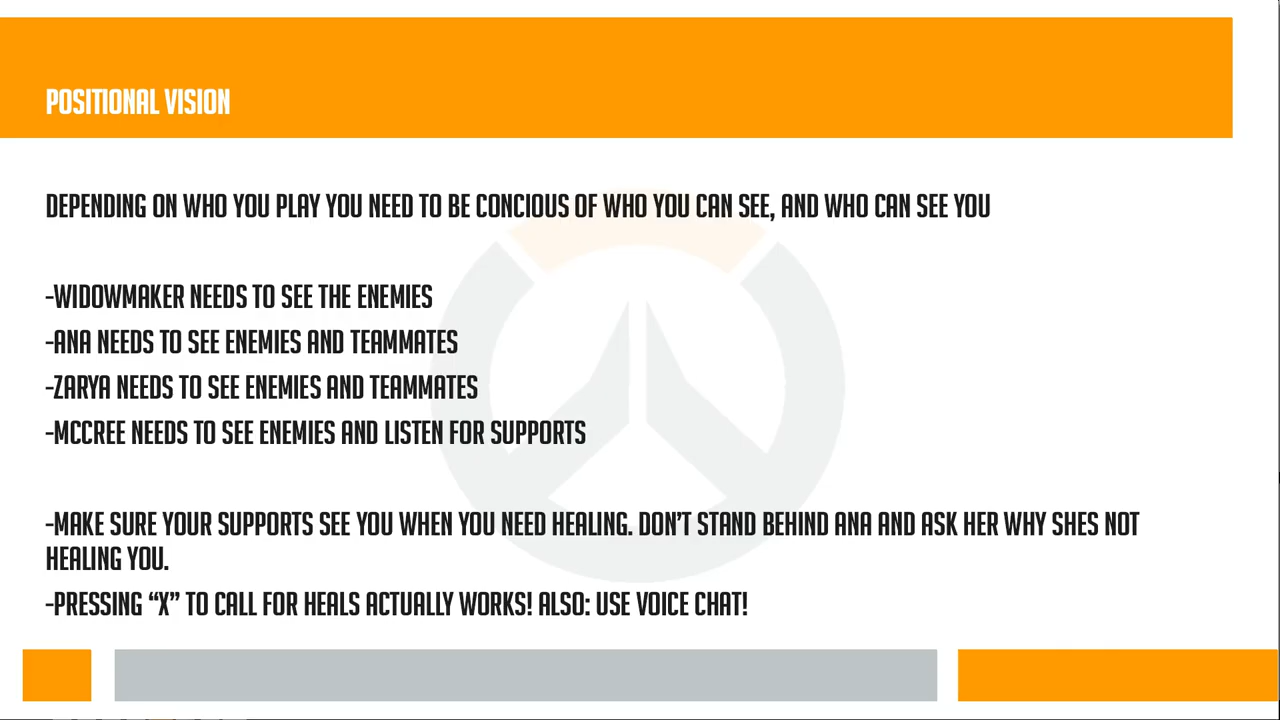 POSITIONAL VISION
DEPENDING ON WHO YOU PLAY YOU NEED TO BE CONCIOUS OF WHO YOU CAN SEE, AND WHO CAN SEE YOU
-WIDOWMAKER NEEDS TO SEE THE ENEMIES
-ANA NEEDS TO SEE ENEMIES AND TEAMMATES
-ZARYA NEEDS TO SEE ENEMIES AND TEAMMATES
-MCCREE NEEDS TO SEE ENEMIES AND LISTEN FOR SUPPORTS
-MAKE SURE YOUR SUPPORTS SEE YOU WHEN YOU NEED HEALING. DON'T STAND BEHIND ANA AND ASK HER WHY SHES NOT
HEALING YOU.
-PRESSING “X” TO CALL FOR HEALS ACTUALLY WORKS! ALSO: USE VOICE CHAT!